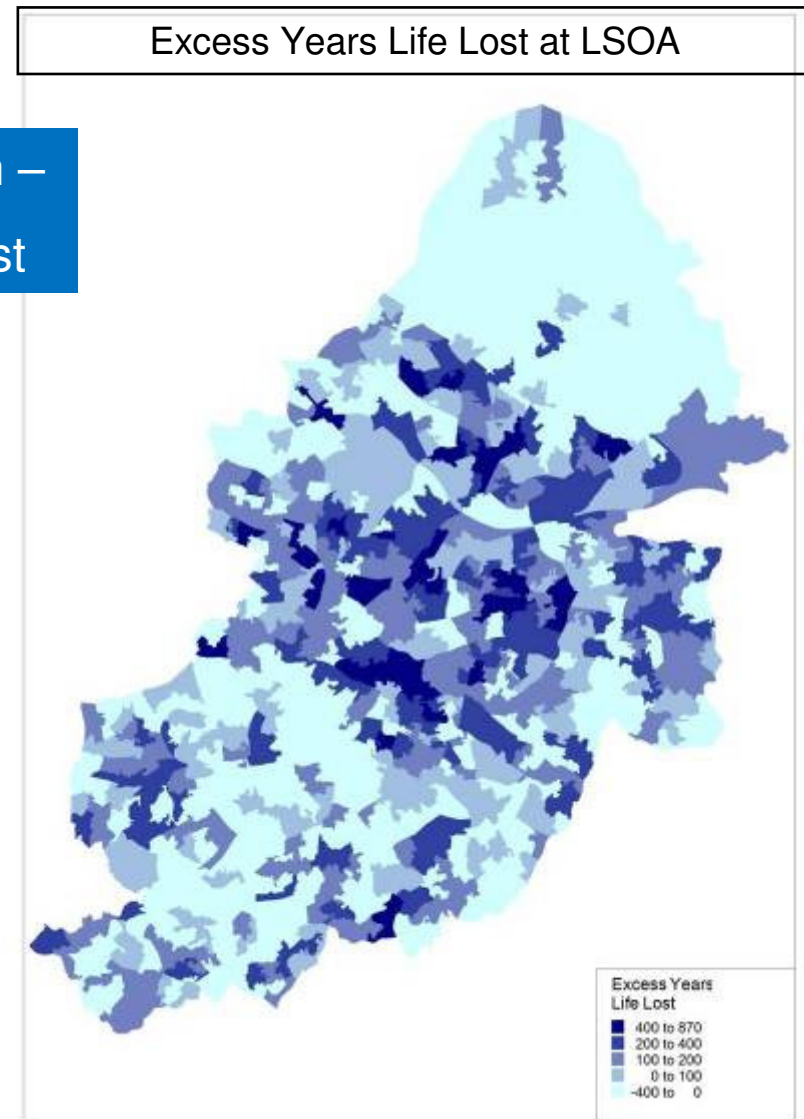 Excess Years Life Lost at LSOA
–
st
Excess Years
Life Lost
400 to 870
200 to 400
100 to 200
0 to 100
-400 to 0